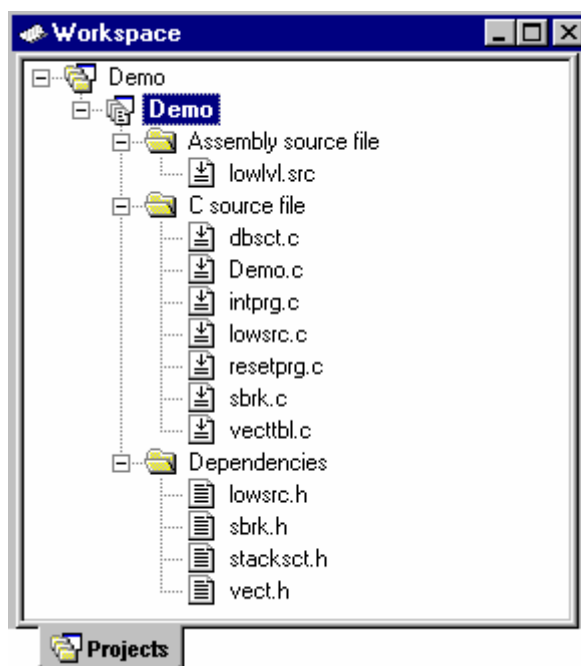 Workspace
Demo
Demo
Assembly source file
lowlvl.src
C source file
dbsct.c
Demo.c
intprg.c
lowsrc.c
resetprg.c
sbrk.c
vecttbl.c
Dependencies
lowsrc.h
sbrk.h
stacksct.h
vect.h
Projects